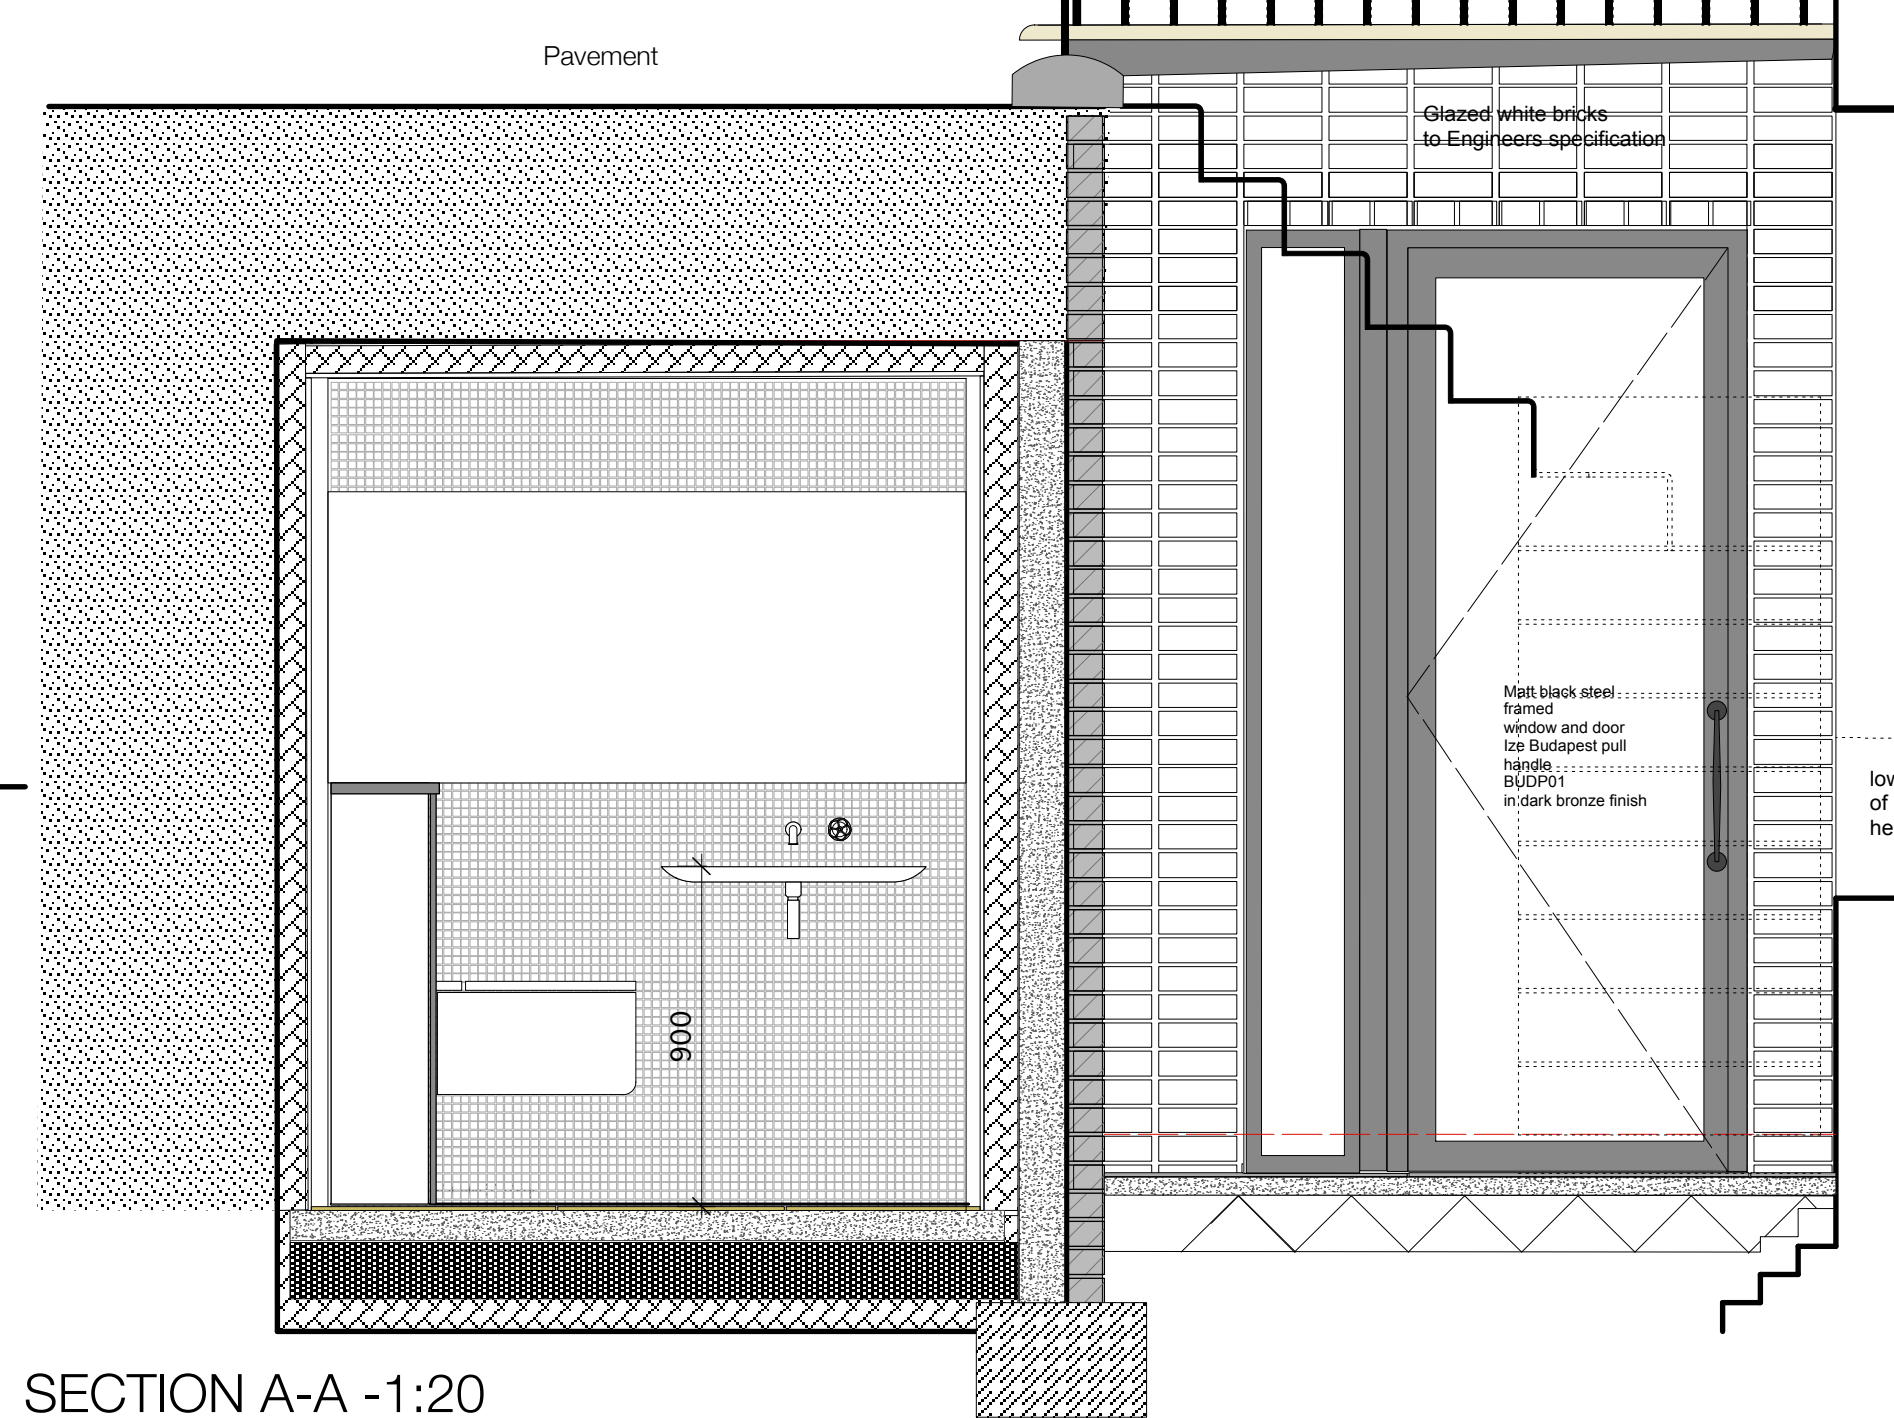 Pavement
Glazed white bricks
to Engineers specification
Matt black steel
framed
window and door
Ize Budapest pull
handle
BUDP01
in dark bronze finish
low
of
he
900
SECTION A-A -1:20